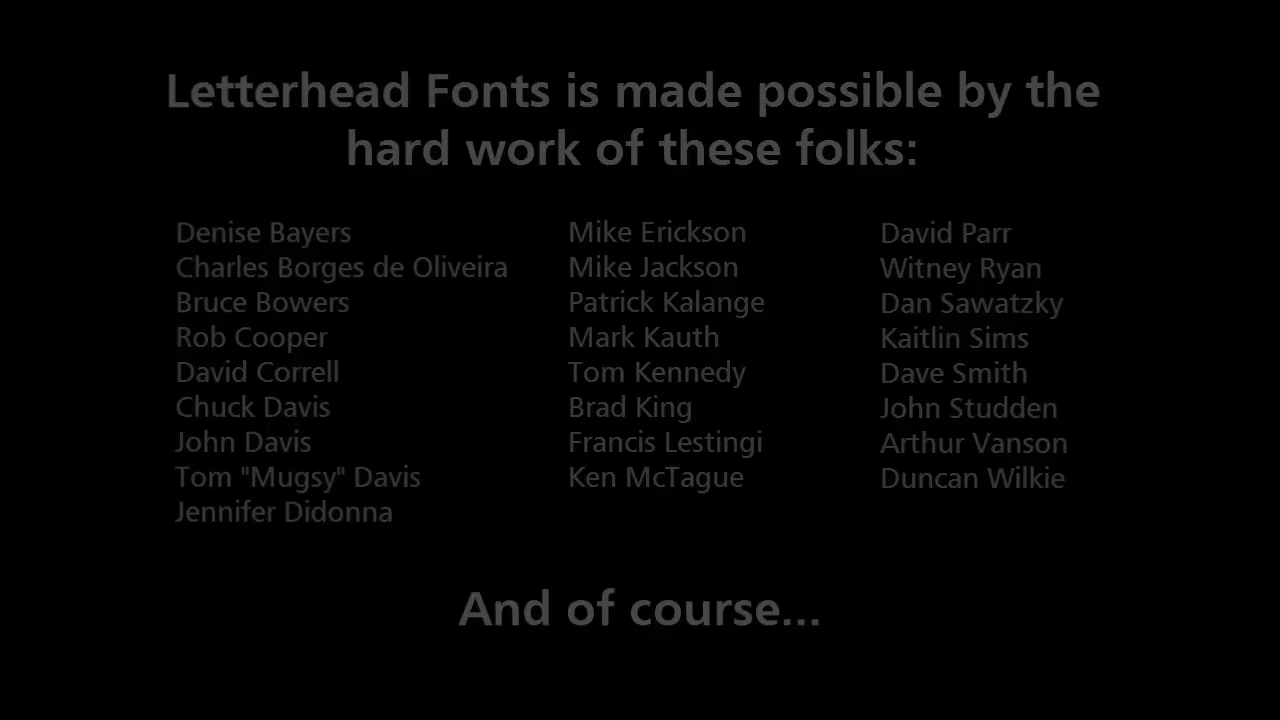 Letterhead Fonts is made possible by the
hard work of these folks:
Denise Bayers
Charles Borges de Oliveira
Bruce Bowers
Rob Cooper
David Correll
Chuck Davis
John Davis
Tom "Mugsy" Davis
Jennifer Didonna
Mike Erickson
Mike Jackson
Patrick Kalange
Mark Kauth
Tom Kennedy
Brad King
Francis Lestingi
Ken McTague
David Parr
Witney Ryan
Dan Sawatzky
Kaitlin Sims
Dave Smith
John Studden
Arthur Vanson
Duncan Wilkie
And of course...